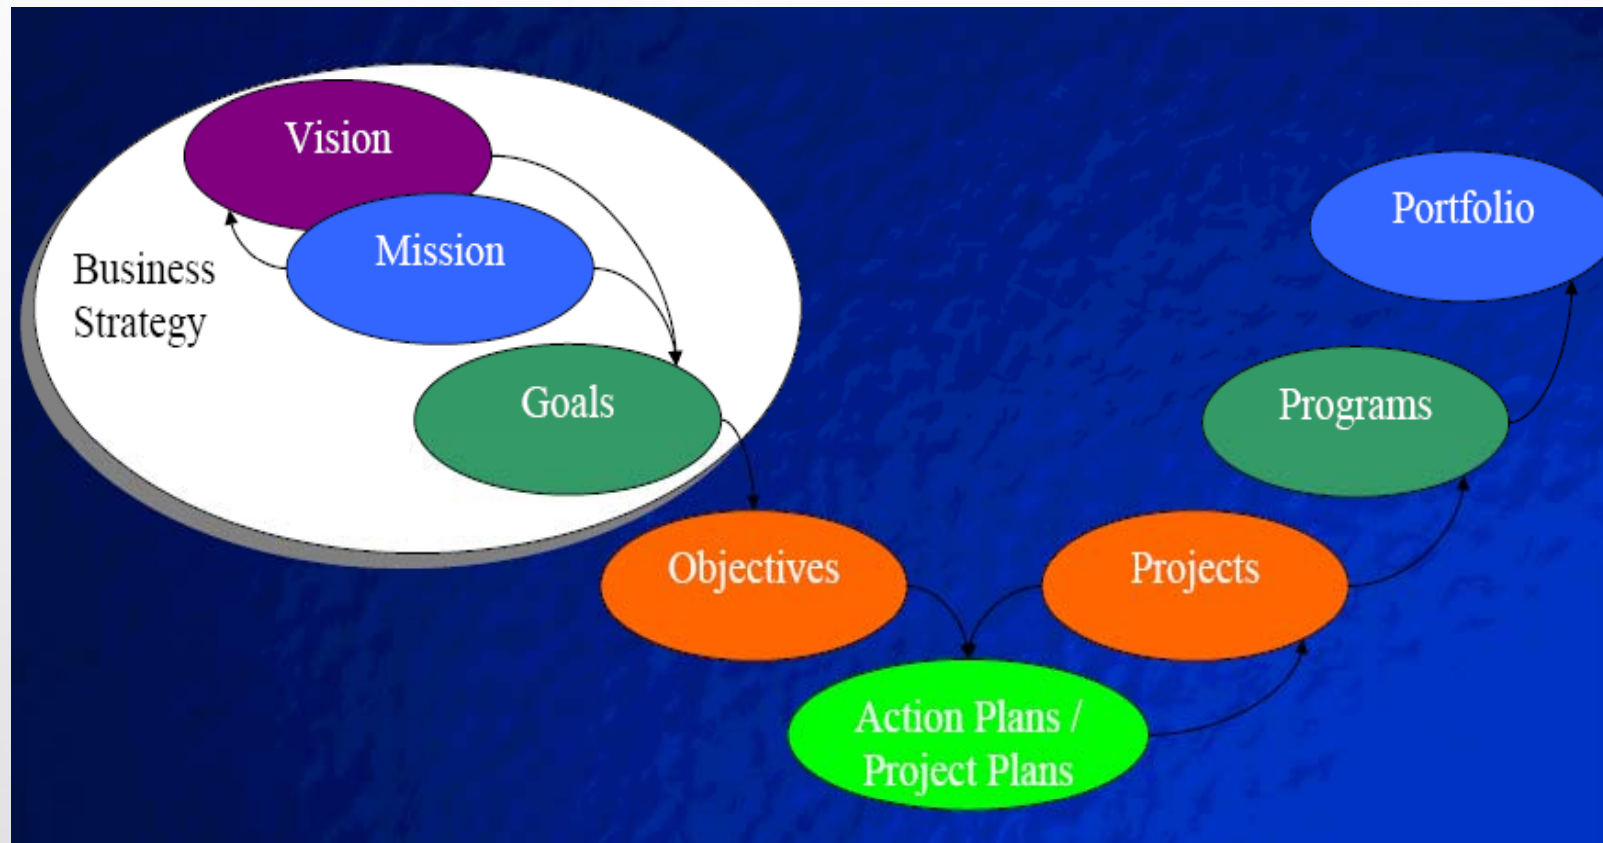 Vision
Mission
Business
Strategy
Goals
Objectives
Action Plans /
Project Plans
Projects
Programs
Portfolio